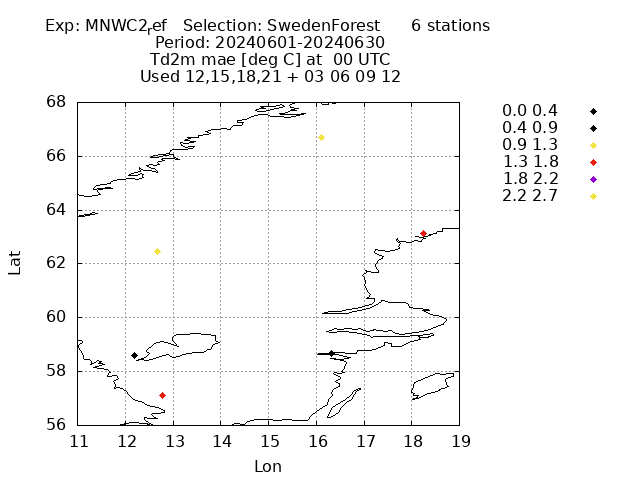 Exp: MNWC2ref Selection: SwedenForest 6 stations
Period: 20240601-20240630
Td2m mae [deg C] at 00 UTC
Used 12,15,18,21 + 03 06 09 12
0.0 0.4
0.4 0.9
0.9 1.3
1.3 1.8
1.8 2.2
2.2 2.7
68
66
64
62
60
58
56
Lat
11 12 13 14 15 16 17 18 19
Lon